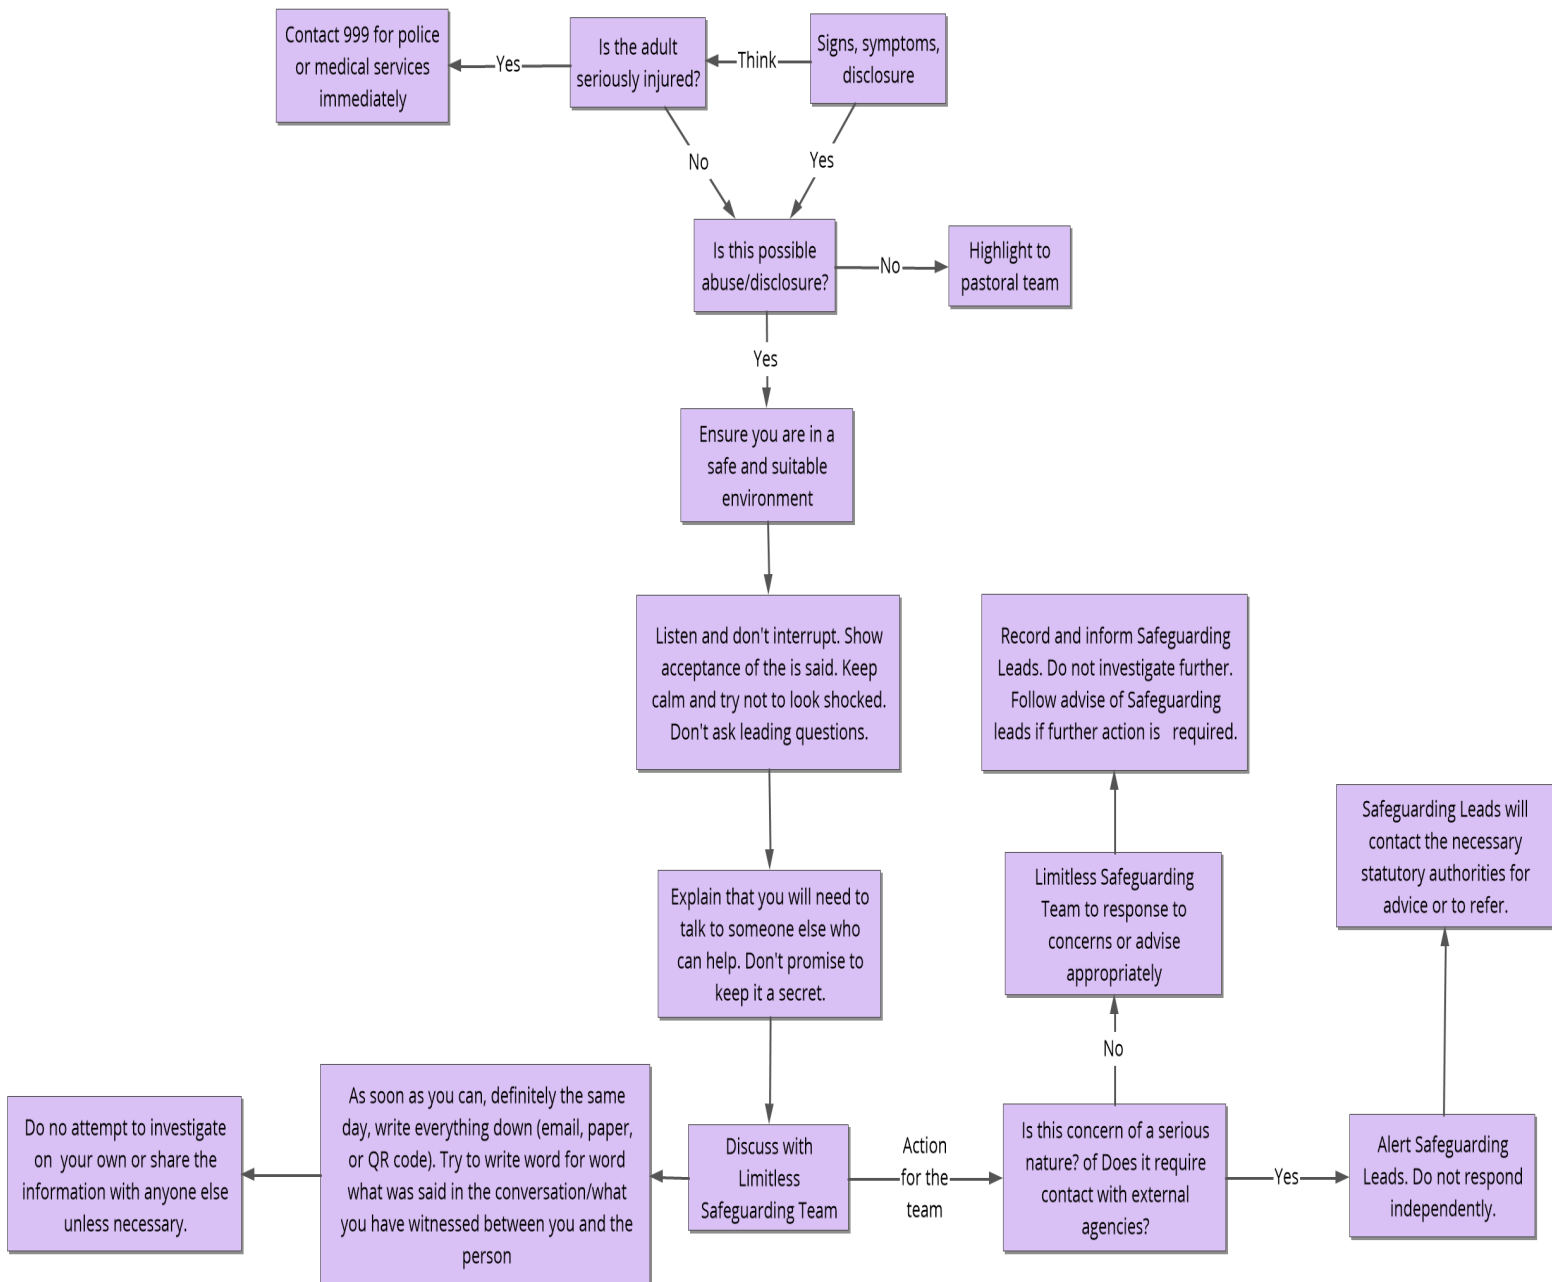 Contact 999 for police
or medical services
immediately
Yes
Is the adult
seriously injured?
Think
Signs, symptoms,
disclosure
No
Yes
Is this possible
abuse/disclosure?
No
Highlight to
pastoral team
Yes
Ensure you are in a
safe and suitable
environment
Listen and don't interrupt. Show
acceptance of the is said. Keep
calm and try not to look shocked.
Don't ask leading questions.
Record and inform Safeguarding
Leads. Do not investigate further.
Follow advise of Safeguarding
leads if further action is required.
Safeguarding Leads will
contact the necessary
statutory authorities for
advice or to refer.
Limitless Safeguarding
Team to response to
concerns or advise
appropriately
Explain that you will need to
talk to someone else who
can help. Don't promise to
keep it a secret.
No
Do no attempt to investigate
on your own or share the
information with anyone else
unless necessary.
As soon as you can, definitely the same
day, write everything down (email, paper,
or QR code). Try to write word for word
what was said in the conversation/what
you have witnessed between you and the
person
Discuss with
Limitless
Safeguarding Team
Action
for the
team
Is this concern of a serious
nature? of Does it require
contact with external
agencies?
Yes
Alert Safeguarding
Leads. Do not respond
independently.